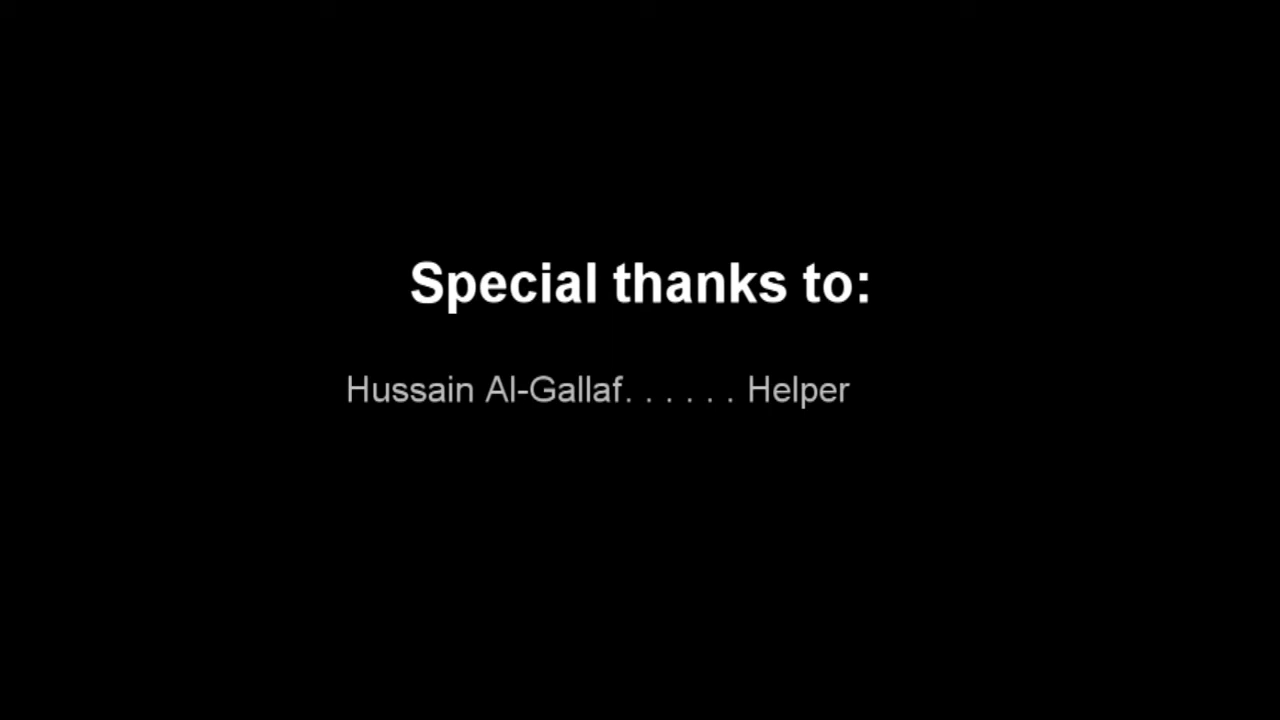 Special thanks to:
Hussain Al-Gallaf. . . . . . Helper